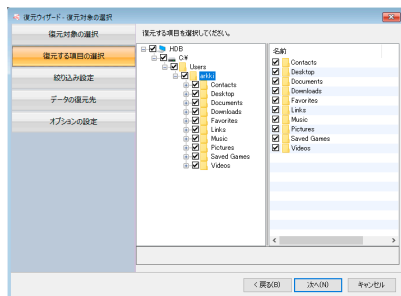 復元ウィザード - 復元対象の選択
復元対象の選択
復元する項目の選択
絞り込み設定
データの復元先
オプションの設定
復元する項目を選択してください。
HDB
C¥
Users
arkki
Contacts
Desktop
Documents
Downloads
Favorites
Links
Music
Pictures
Saved Games
Videos
名前
Contacts
Desktop
Documents
Downloads
Favorites
Links
Music
Pictures
Saved Games
Videos
< 戻る(B)
次へ(N)
キャンセル